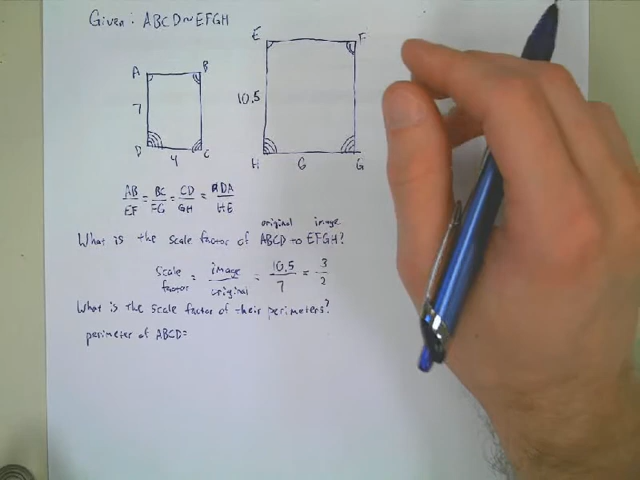 Given: ABCD~EFGH
E F
A B
7 10.5
D 4 C
H 6 G
AB/EF = BC/FG = CD/GH = DA/HE
original image
What is the scale factor of ABCD to EFGH?
scale factor = image/original = 10.5/7 = 3/2
What is the scale factor of their perimeters?
perimeter of ABCD=